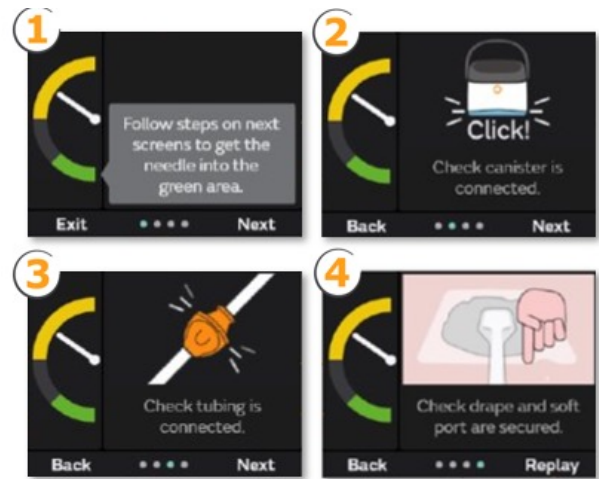 1
Follow steps on next
screens to get the
needle into the
green area.
Exit
Next
2
Click!
Check canister is
connected.
Back
Next
3
Check tubing is
connected.
Back
Next
4
Check drape and soft
port are secured.
Back
Replay